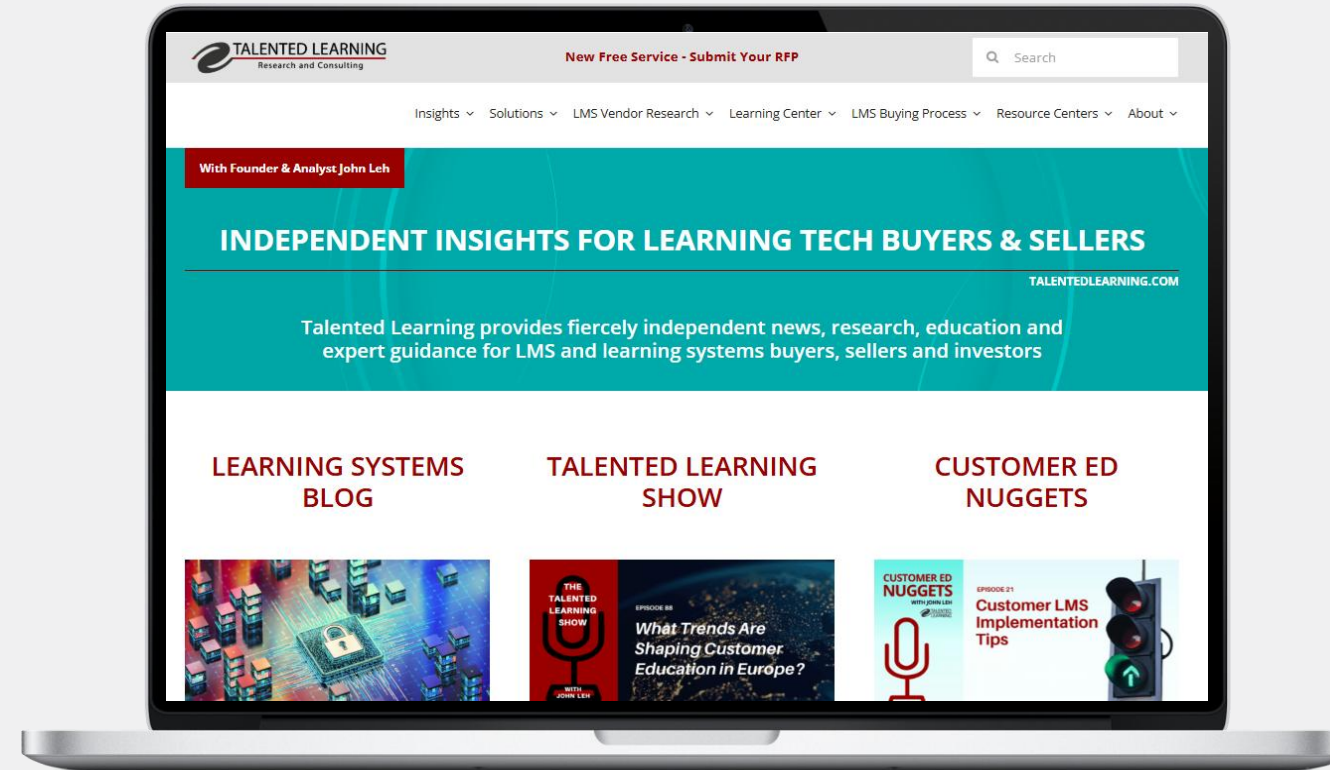 TALENTED LEARNING
Research and Consulting
New Free Service - Submit Your RFP
Search
Insights
Solutions
LMS Vendor Research
Learning Center
LMS Buying Process
Resource Centers
About
With Founder & Analyst John Leh
INDEPENDENT INSIGHTS FOR LEARNING TECH BUYERS & SELLERS
TALENTEDLEARNING.COM
Talented Learning provides fiercely independent news, research, education and
expert guidance for LMS and learning systems buyers, sellers and investors
LEARNING SYSTEMS
BLOG
TALENTED LEARNING
SHOW
CUSTOMER ED
NUGGETS
THE
TALENTED
LEARNING
SHOW
WITH
JOHN LEH
EPISODE 88
What Trends Are
Shaping Customer
Education in Europe?
CUSTOMER ED
NUGGETS
WITH JOHN LEH
TALENTED
LEARNING
EPISODE 21
Customer LMS
Implementation
Tips